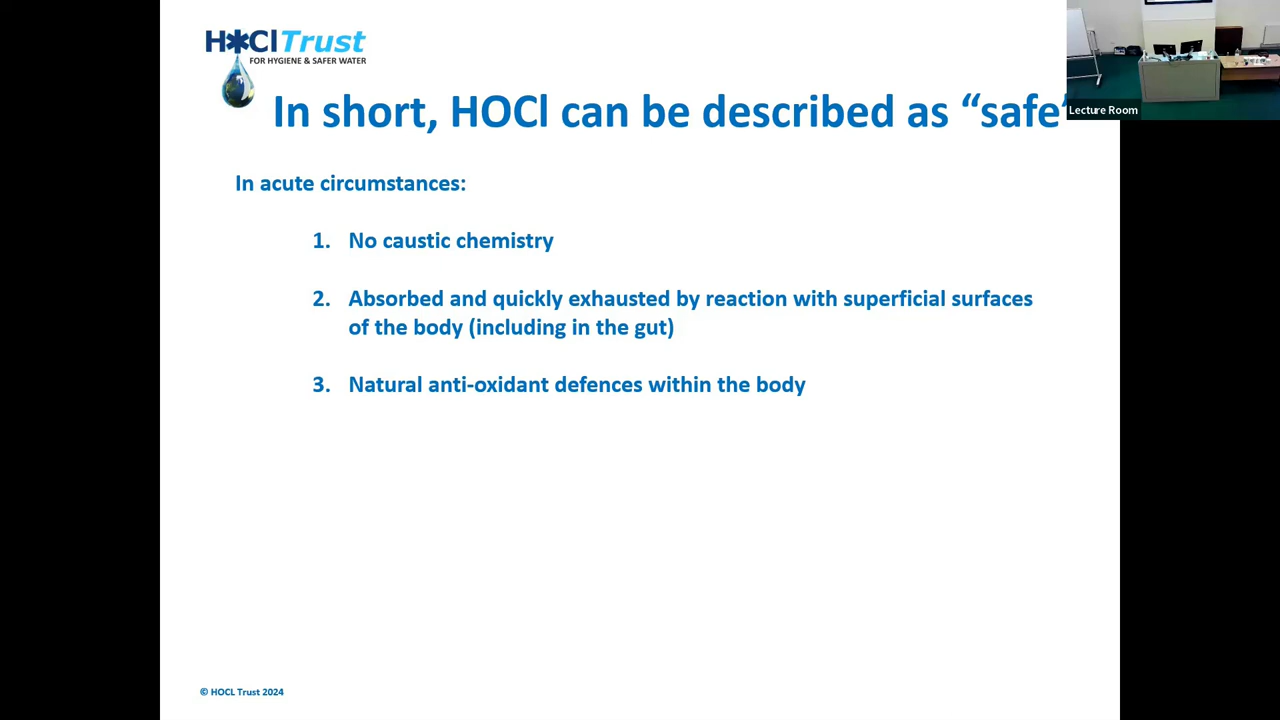 H*ClTrust
FOR HYGIENE & SAFER WATER
In short, HOCl can be described as “safe”
Lecture Room
In acute circumstances:
1. No caustic chemistry
2. Absorbed and quickly exhausted by reaction with superficial surfaces
of the body (including in the gut)
3. Natural anti-oxidant defences within the body
© HOCL Trust 2024